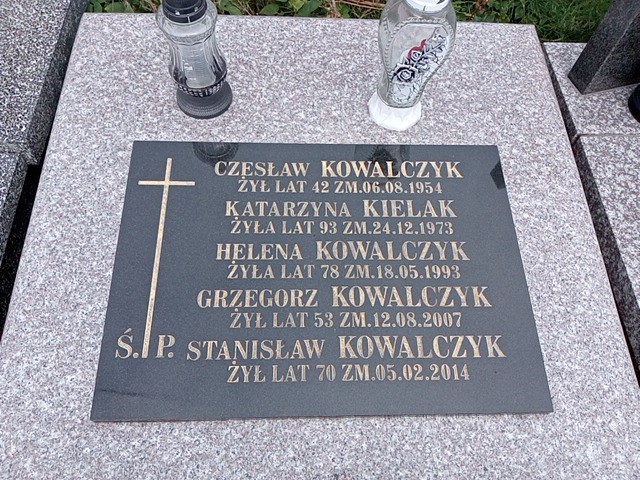 CZESŁAW KOWALCZYK
ŻYŁ LAT 42 ZM.06.08.1954
KATARZYNA KIELAK
ŻYŁA LAT 93 ZM.24.12.1973
HELENA KOWALCZYK
ŻYŁA LAT 78 ZM.18.05.1993
GRZEGORZ KOWALCZYK
ŻYŁ LAT 53 ZM.12.08.2007
Ś.P. STANISŁAW KOWALCZYK
ŻYŁ LAT 70 ZM.05.02.2014